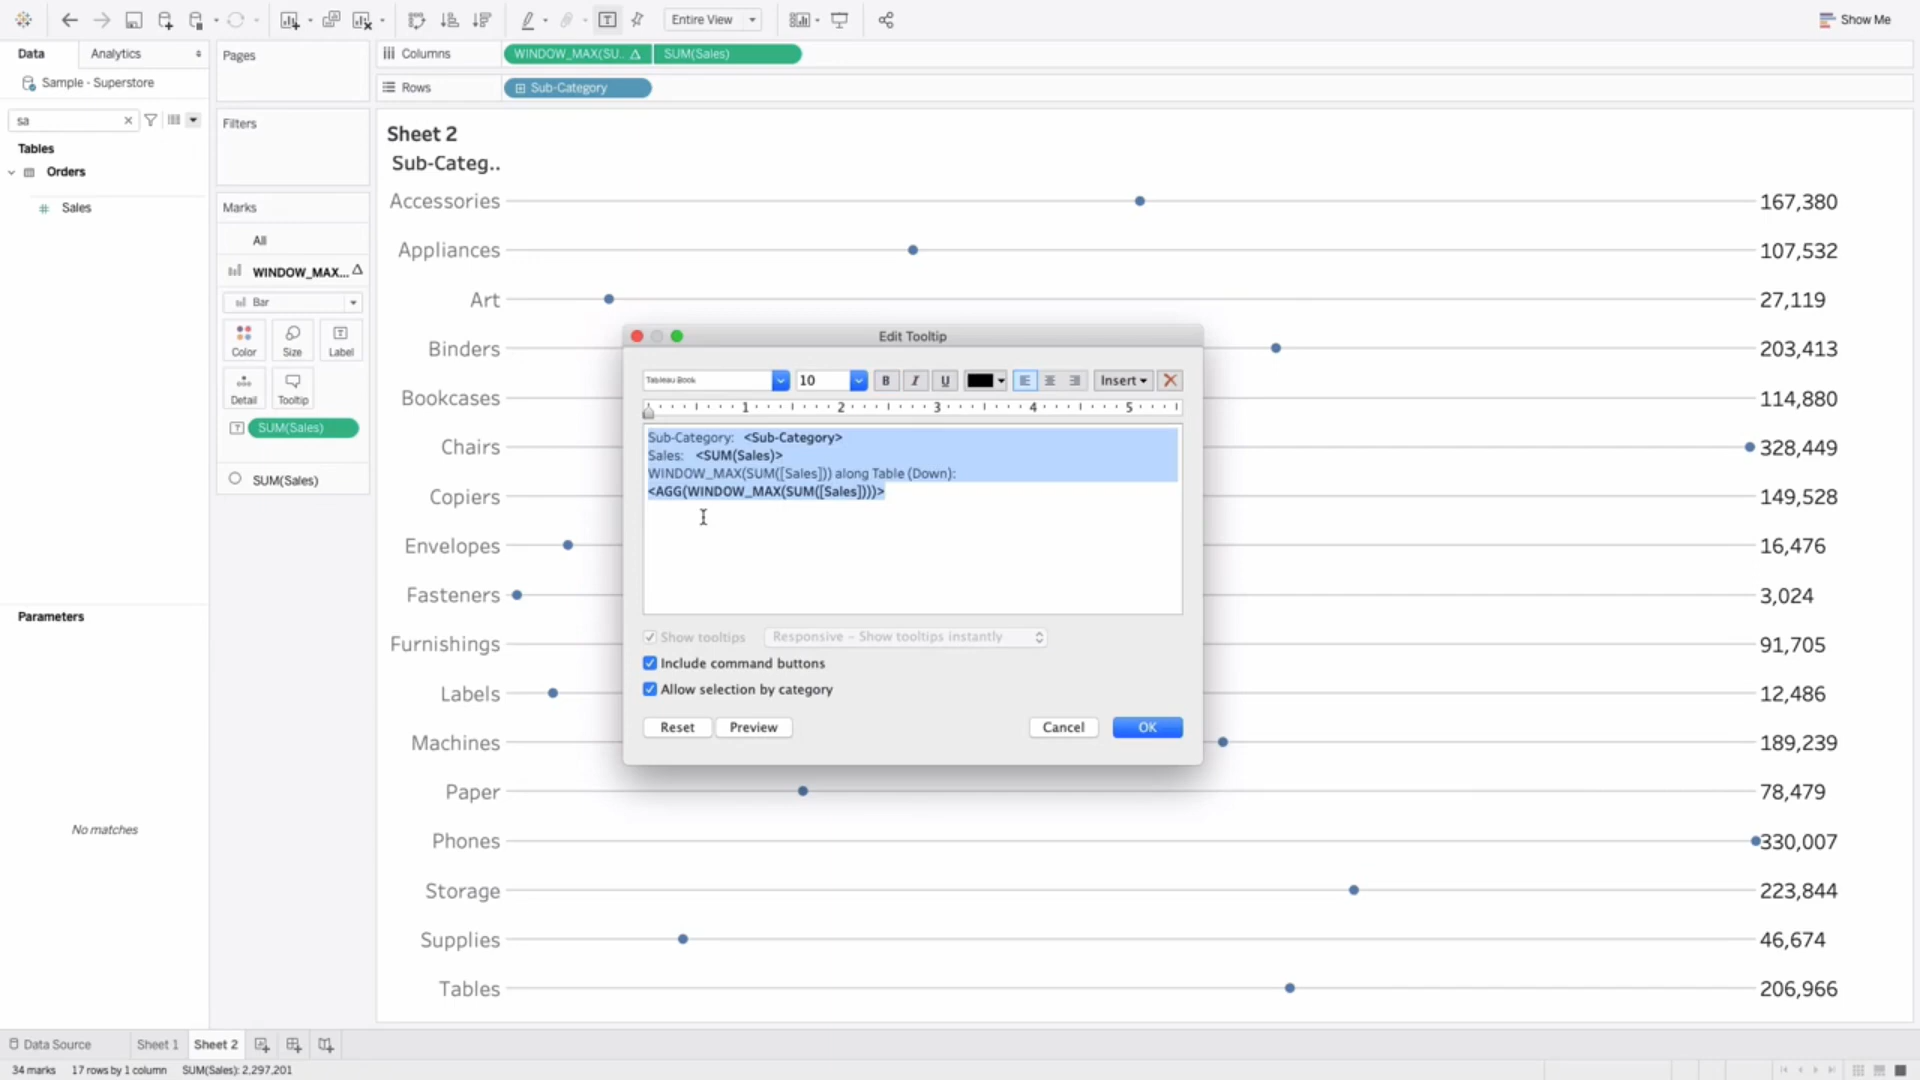 Entire View
Show Me
Data
Analytics
Pages
Columns
WINDOW_MAX(SU..
SUM(Sales)
Sample - Superstore
Rows
Sub-Category
sa
Filters
Tables
Orders
Sales
Marks
All
WINDOW_MAX...
Bar
Color
Size
Label
Detail
Tooltip
SUM(Sales)
SUM(Sales)
Parameters
No matches
Sheet 2
Sub-Categ..
Accessories 167,380
Appliances 107,532
Art 27,119
Binders 203,413
Bookcases 114,880
Chairs 328,449
Copiers 149,528
Envelopes 16,476
Fasteners 3,024
Furnishings 91,705
Labels 12,486
Machines 189,239
Paper 78,479
Phones 330,007
Storage 223,844
Supplies 46,674
Tables 206,966
Edit Tooltip
Tableau Book
10
B I U
Insert
1 2 3 4 5
Sub-Category: <Sub-Category>
Sales: <SUM(Sales)>
WINDOW_MAX(SUM([Sales])) along Table (Down):
<AGG(WINDOW_MAX(SUM([Sales])))>
Show tooltips
Responsive – Show tooltips instantly
Include command buttons
Allow selection by category
Reset
Preview
Cancel
OK
Data Source
Sheet 1
Sheet 2
34 marks
17 rows by 1 column
SUM(Sales): 2,297,201